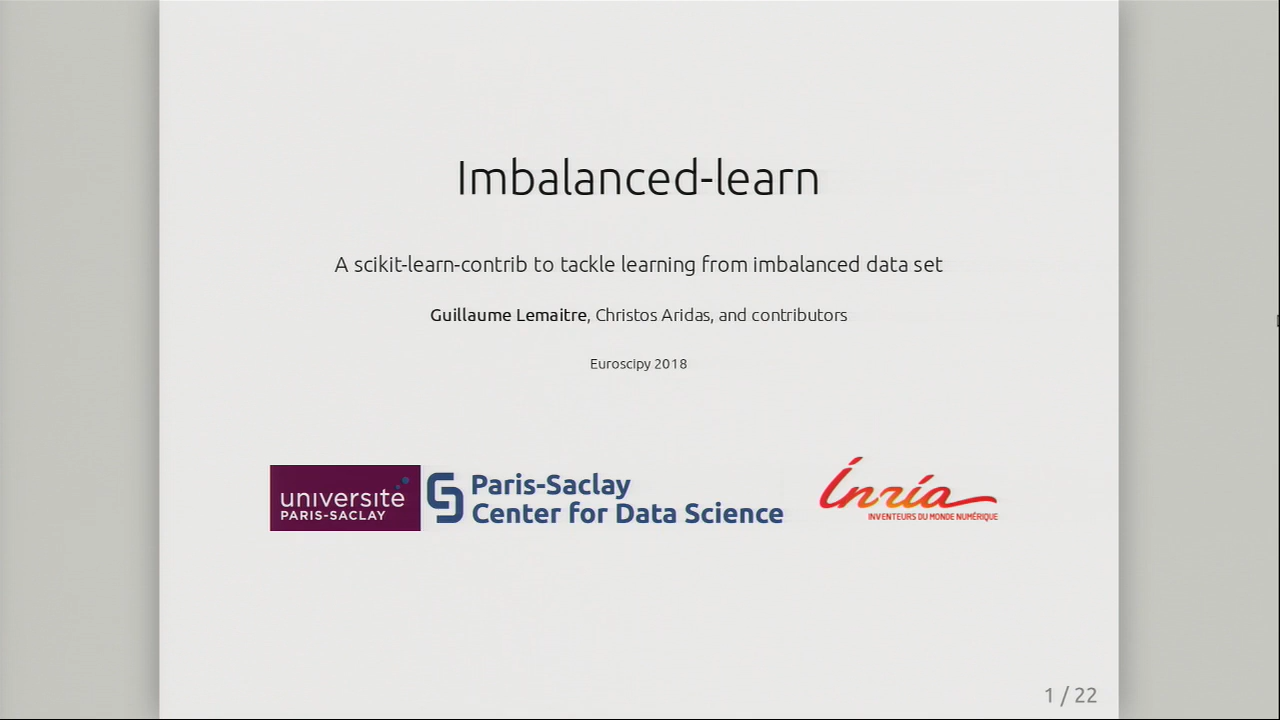 Imbalanced-learn
A scikit-learn-contrib to tackle learning from imbalanced data set
Guillaume Lemaitre, Christos Aridas, and contributors
Euroscipy 2018
universite
PARIS-SACLAY
Paris-Saclay
Center for Data Science
Inria
INVENTEURS DU MONDE NUMÉRIQUE
1 / 22